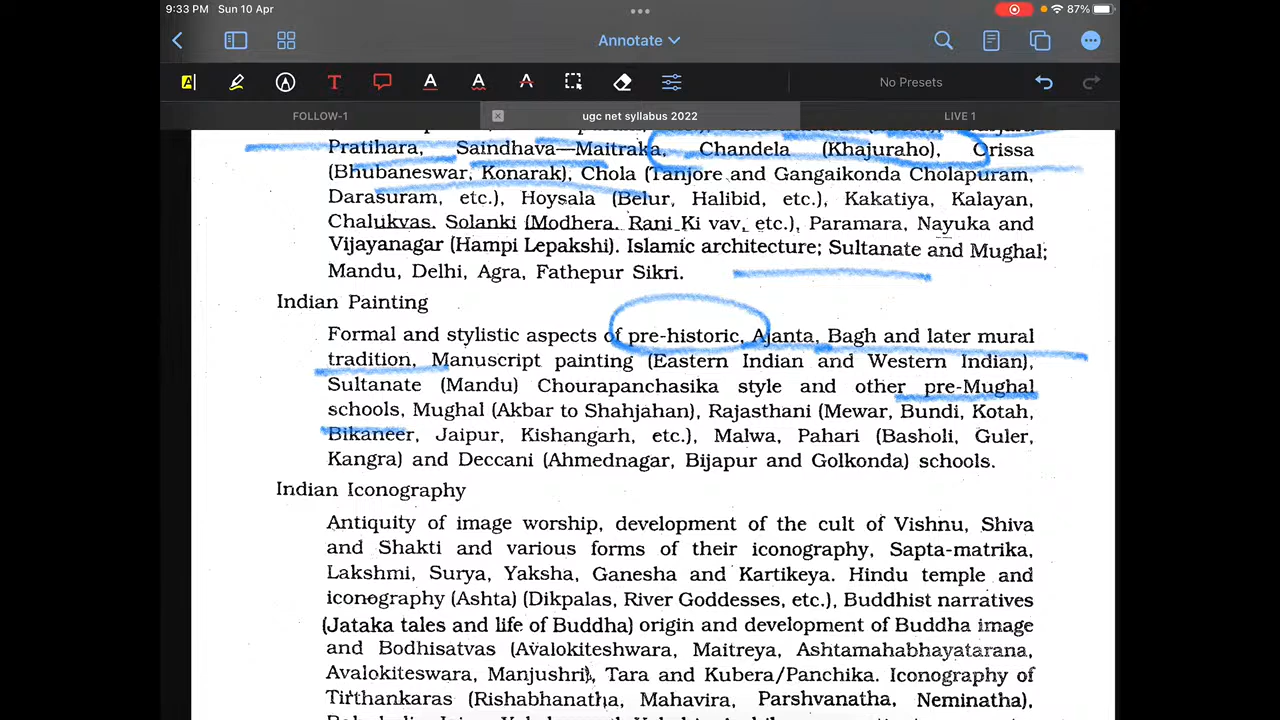 9:33 PM Sun 10 Apr
87%
Annotate
A
T
A
A
A
No Presets
FOLLOW-1
ugc net syllabus 2022
LIVE 1
Pratihara, Saindhava—Maitraka, Chandela (Khajuraho), Orissa
(Bhubaneswar, Konarak), Chola (Tanjore and Gangaikonda Cholapuram,
Darasuram, etc.), Hoysala (Belur, Halibid, etc.), Kakatiya, Kalayan,
Chalukvas. Solanki (Modhera. Rani Ki vav, etc.), Paramara, Nayuka and
Vijayanagar (Hampi Lepakshi). Islamic architecture; Sultanate and Mughal;
Mandu, Delhi, Agra, Fathepur Sikri.
Indian Painting
Formal and stylistic aspects of pre-historic, Ajanta, Bagh and later mural
tradition, Manuscript painting (Eastern Indian and Western Indian),
Sultanate (Mandu) Chourapanchasika style and other pre-Mughal
schools, Mughal (Akbar to Shahjahan), Rajasthani (Mewar, Bundi, Kotah,
Bikaneer, Jaipur, Kishangarh, etc.), Malwa, Pahari (Basholi, Guler,
Kangra) and Deccani (Ahmednagar, Bijapur and Golkonda) schools.
Indian Iconography
Antiquity of image worship, development of the cult of Vishnu, Shiva
and Shakti and various forms of their iconography, Sapta-matrika,
Lakshmi, Surya, Yaksha, Ganesha and Kartikeya. Hindu temple and
iconography (Ashta) (Dikpalas, River Goddesses, etc.), Buddhist narratives
(Jataka tales and life of Buddha) origin and development of Buddha image
and Bodhisatvas (Avalokiteshwara, Maitreya, Ashtamahabhayatarana,
Avalokiteswara, Manjushri), Tara and Kubera/Panchika. Iconography of
Tirthankaras (Rishabhanatha, Mahavira, Parshvanatha, Neminatha),